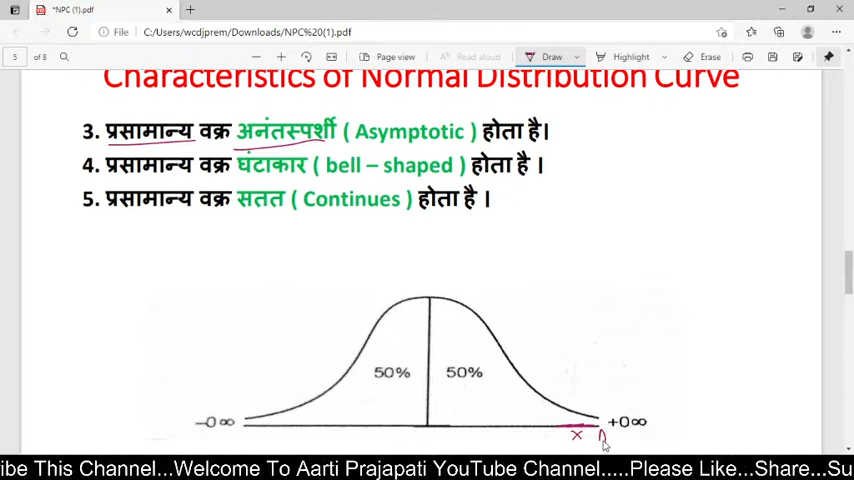 *NPC (1).pdf
File C:/Users/wcdjprem/Downloads/NPC%20(1).pdf
5 of 8 Page view Read aloud Draw Highlight Erase
Characteristics of Normal Distribution Curve
3. प्रसामान्य वक्र अनंतस्पर्शी ( Asymptotic ) होता है।
4. प्रसामान्य वक्र घंटाकार ( bell – shaped ) होता है ।
5. प्रसामान्य वक्र सतत ( Continues ) होता है ।
50% 50%
–0∞ +0∞
x
ibe This Channel...Welcome To Aarti Prajapati YouTube Channel.....Please Like...Share...Su